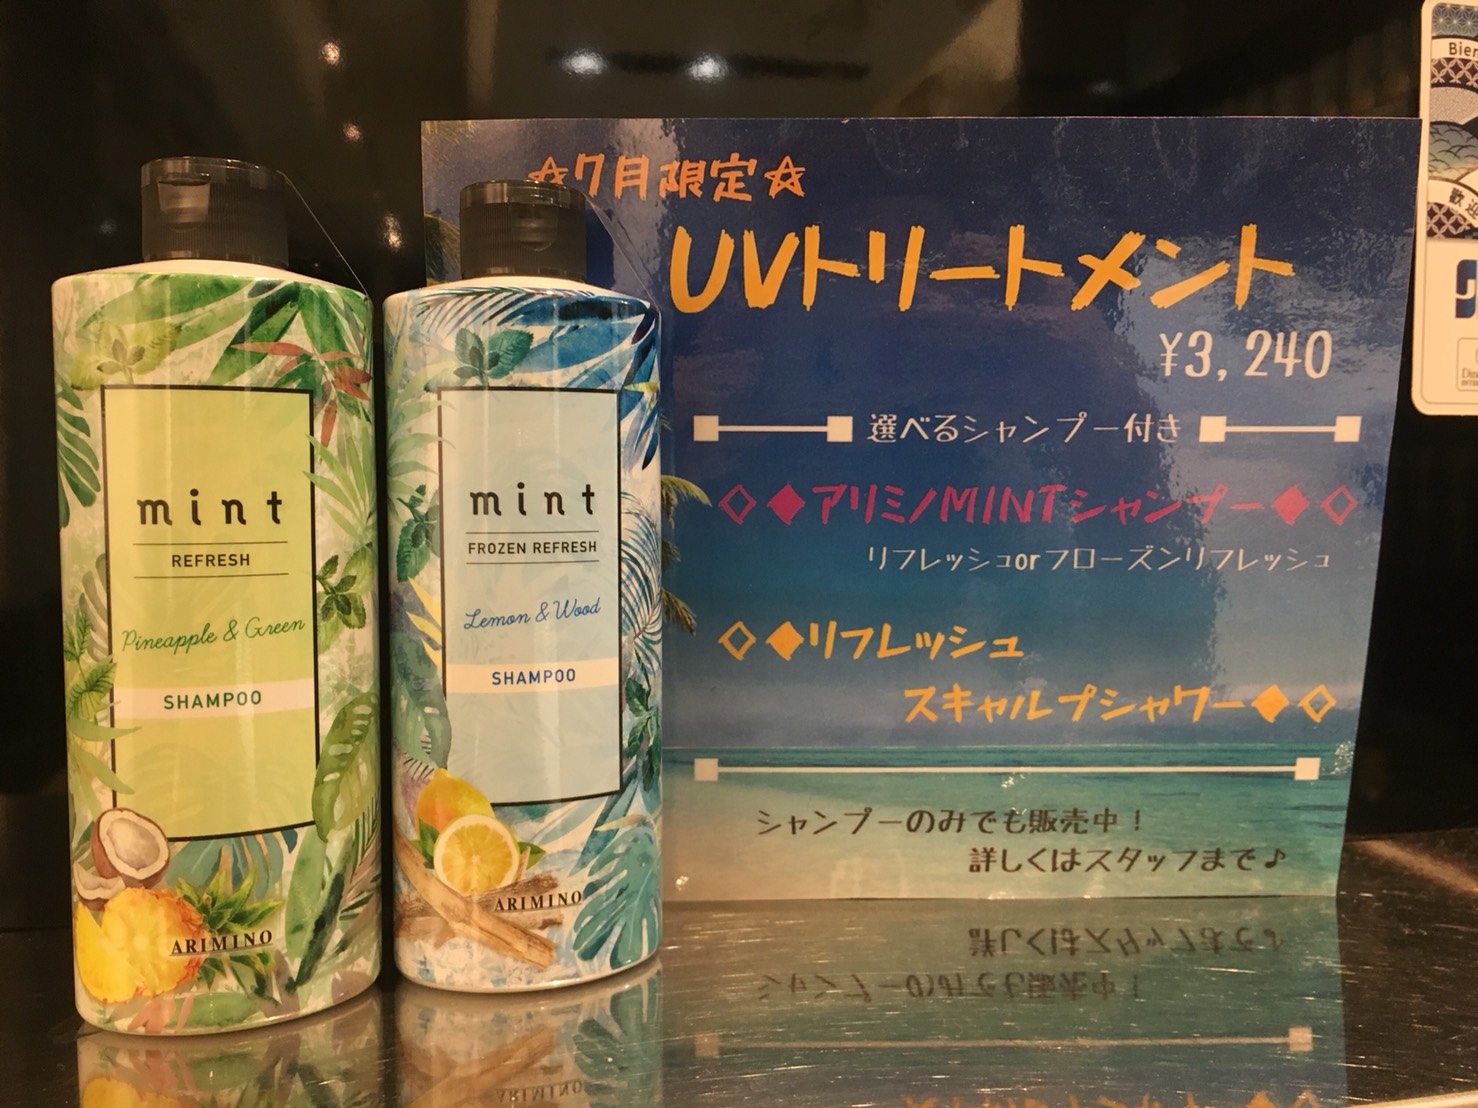 mint
REFRESH
Pineapple & Green
SHAMPOO
ARIMINO
mint
FROZEN REFRESH
Lemon & Wood
SHAMPOO
ARIMINO
☆7月限定☆
UVトリートメント
¥3,240
選べるシャンプー付き
◇◆アリミノMINTシャンプー◆◇
リフレッシュorフローズンリフレッシュ
◇◆リフレッシュ
スキャルプシャワー◆◇
シャンプーのみでも販売中！
詳しくはスタッフまで♪